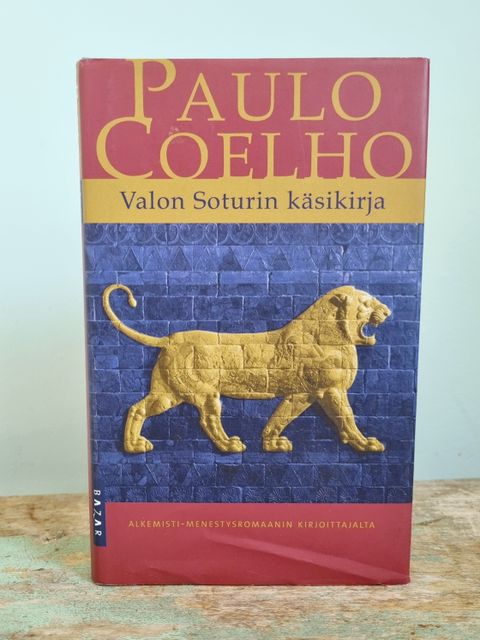 PAULO
COELHO
Valon Soturin käsikirja
ALKEMISTI-MENESTYSROMAANIN KIRJOITTAJALTA
BAZAR